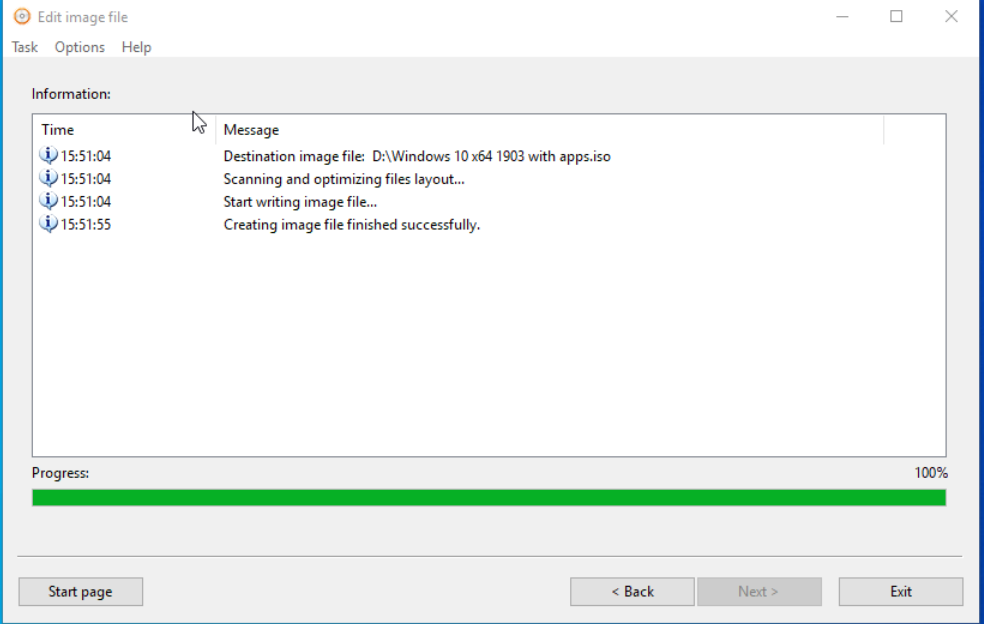 Edit image file
Task Options Help
Information:
Time Message
15:51:04 Destination image file: D:\Windows 10 x64 1903 with apps.iso
15:51:04 Scanning and optimizing files layout...
15:51:04 Start writing image file...
15:51:55 Creating image file finished successfully.
Progress: 100%
Start page < Back Next > Exit